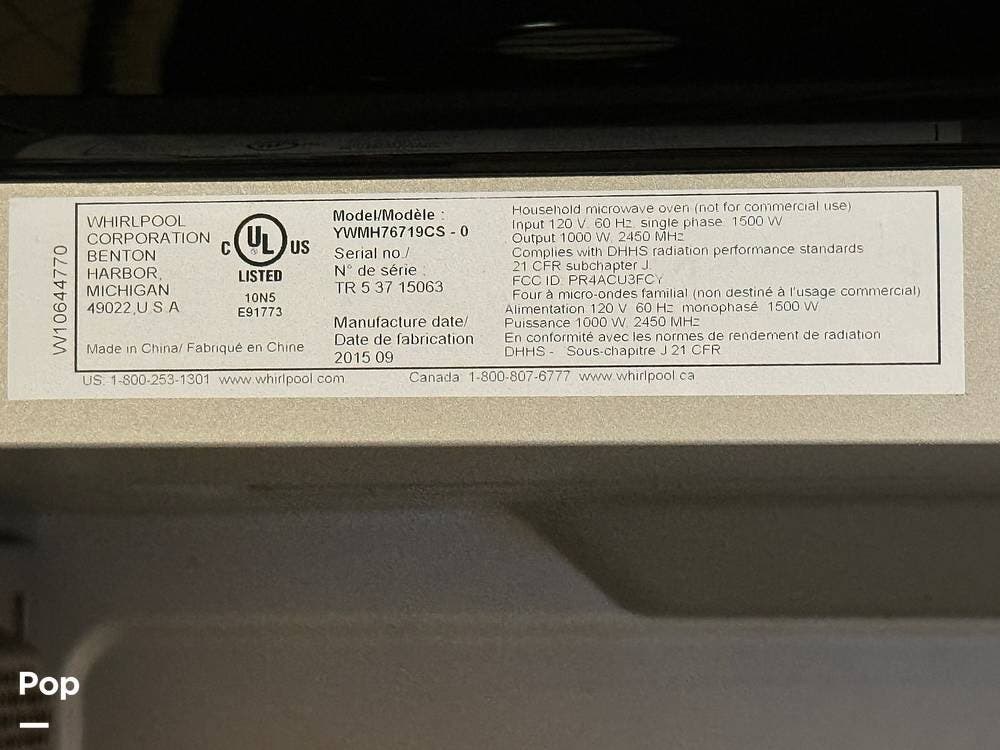 W10644770
WHIRLPOOL
CORPORATION
BENTON
HARBOR,
MICHIGAN
49022,U.S.A
Made in China/ Fabriqué en Chine
C UL US
LISTED
10N5
E91773
Model/Modèle :
YWMH76719CS - 0
Serial no./
N° de série :
TR 5 37 15063
Manufacture date/
Date de fabrication
2015 09
Household microwave oven (not for commercial use)
Input 120 V, 60 Hz, single phase, 1500 W
Output 1000 W, 2450 MHz
Complies with DHHS radiation performance standards
21 CFR subchapter J.
FCC ID: PR4ACU3FCY
Four à micro-ondes familial (non destiné à l'usage commercial)
Alimentation 120 V, 60 Hz, monophasé, 1500 W
Puissance 1000 W, 2450 MHz
En conformité avec les normes de rendement de radiation
DHHS - Sous-chapitre J 21 CFR
US: 1-800-253-1301 www.whirlpool.com
Canada: 1-800-807-6777 www.whirlpool.ca
Pop